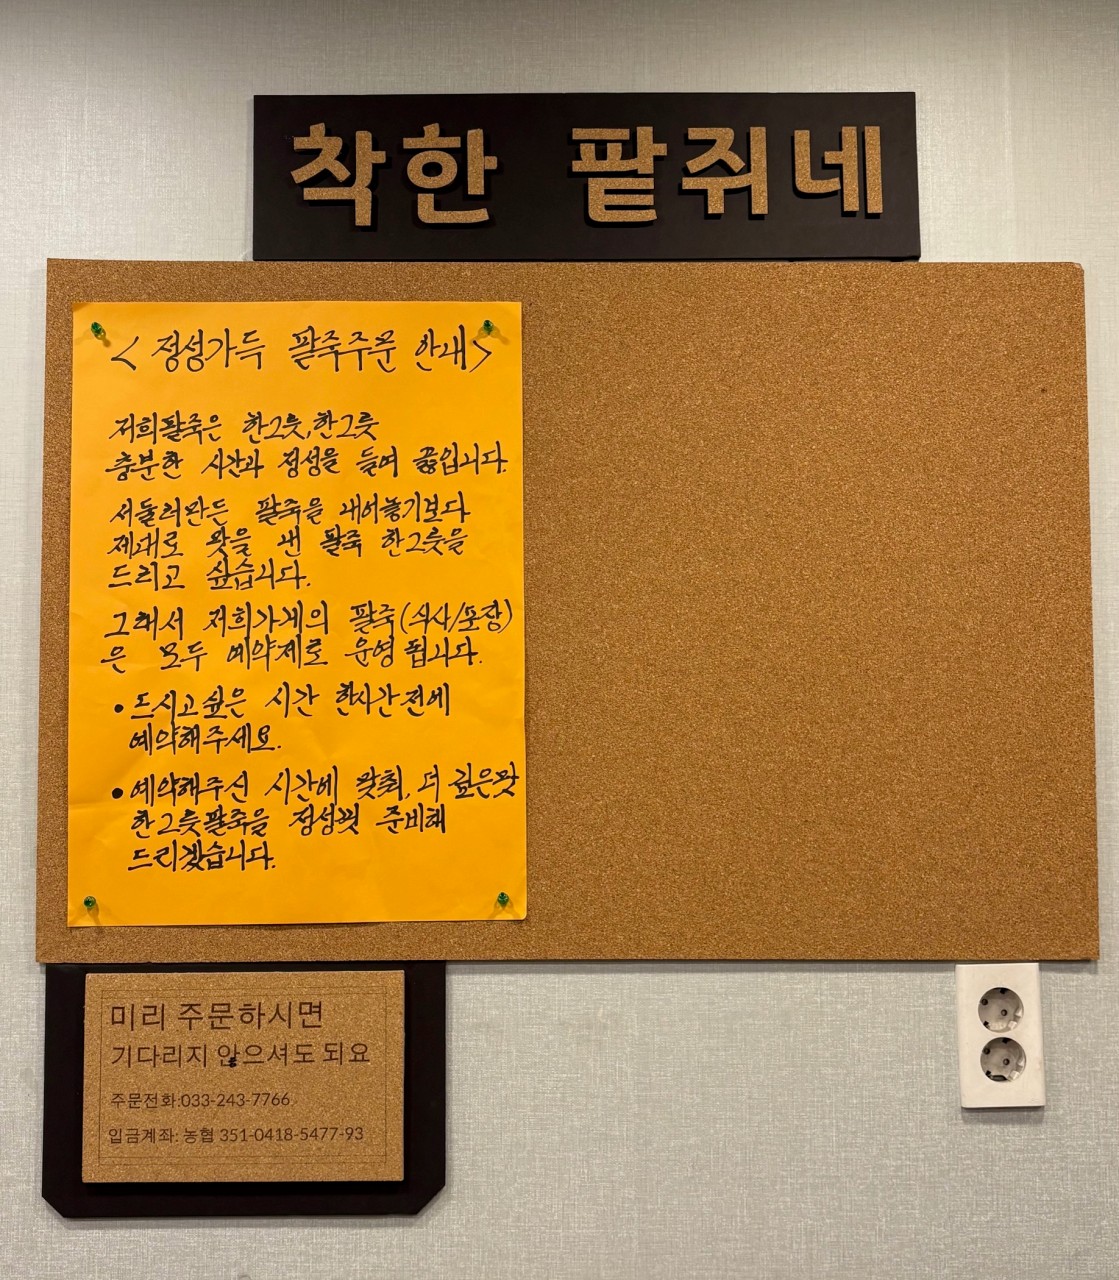 착한 팥쥐네
<정성가득 팥죽주문 안내>
저희팥죽은 한그릇,한그릇
충분한 시간과 정성을 들여 끓입니다.
서둘러만든 팥죽을 내어놓기보다
제대로 맛을 낸 팥죽 한그릇을
드리고 싶습니다.
그래서 저희가게의 팥죽(식사/포장)
은 모두 예약제로 운영됩니다.
• 드시고싶은 시간 한시간전에
예약해주세요.
• 예약해주신 시간에 맞춰, 더 깊은맛
한그릇팥죽을 정성껏 준비해
드리겠습니다.
미리 주문하시면
기다리지 않으셔도 되요
주문전화:033-243-7766
입금계좌: 농협 351-0418-5477-93